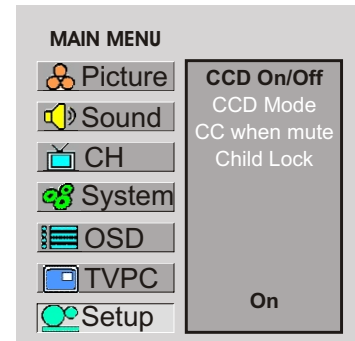 MAIN MENU
Picture
Sound
CH
System
OSD
TVPC
Setup
CCD On/Off
CCD Mode
CC when mute
Child Lock
On